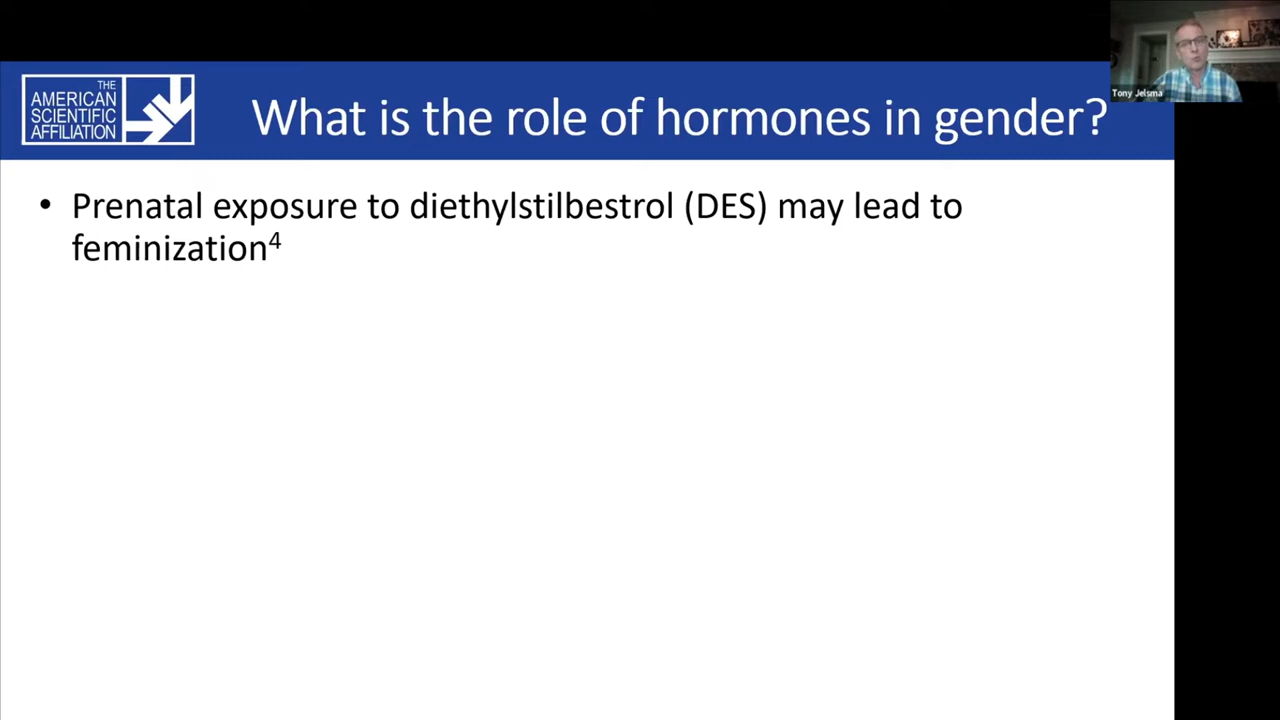 THE
AMERICAN
SCIENTIFIC
AFFILIATION
What is the role of hormones in gender?
Tony Jelsma
• Prenatal exposure to diethylstilbestrol (DES) may lead to
feminization⁴